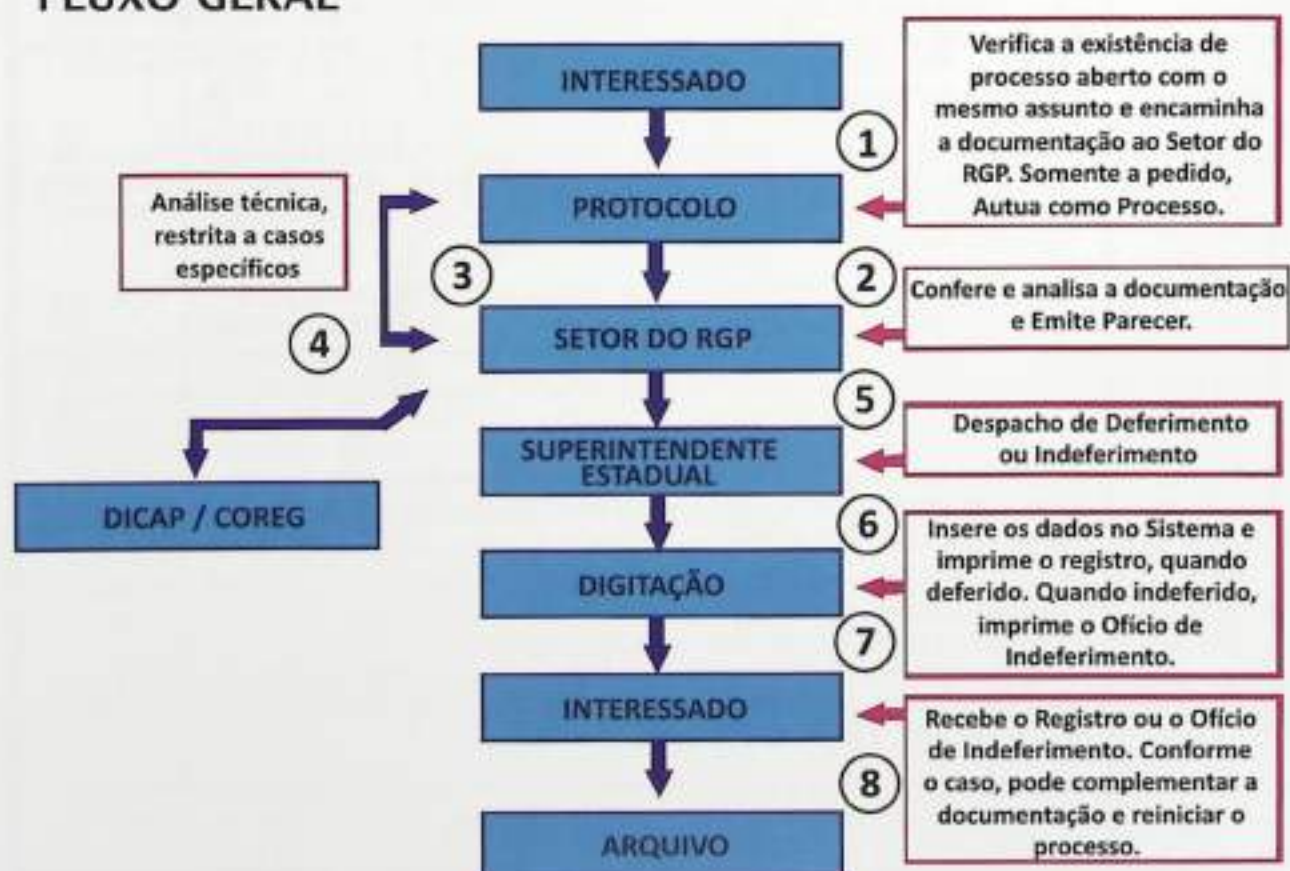 FLUXO GERAL
INTERESSADO
1
Verifica a existência de
processo aberto com o
mesmo assunto e encaminha
a documentação ao Setor do
RGP. Somente a pedido,
Autua como Processo.
Análise técnica,
restrita a casos
específicos
PROTOCOLO
3
2
Confere e analisa a documentação
e Emite Parecer.
4
SETOR DO RGP
5
Despacho de Deferimento
ou Indeferimento
SUPERINTENDENTE
ESTADUAL
DICAP / COREG
6
Insere os dados no Sistema e
imprime o registro, quando
deferido. Quando indeferido,
imprime o Ofício de
Indeferimento.
DIGITAÇÃO
7
INTERESSADO
Recebe o Registro ou o Ofício
de Indeferimento. Conforme
o caso, pode complementar a
documentação e reiniciar o
processo.
8
ARQUIVO